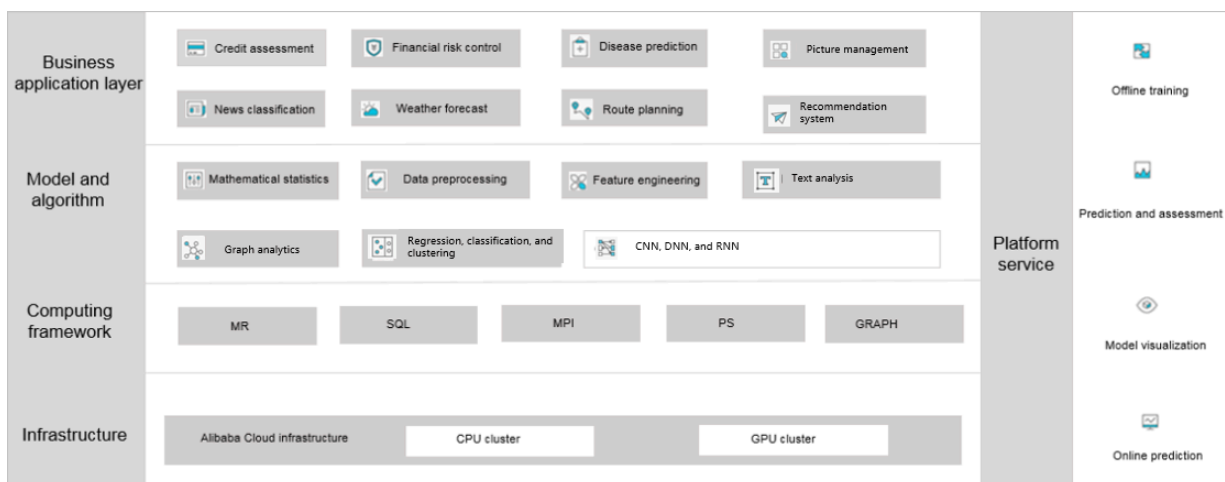 Business
application layer
Credit assessment
Financial risk control
Disease prediction
Picture management
News classification
Weather forecast
Route planning
Recommendation
system
Model and
algorithm
Mathematical statistics
Data preprocessing
Feature engineering
Text analysis
Graph analytics
Regression, classification, and
clustering
CNN, DNN, and RNN
Computing
framework
MR
SQL
MPI
PS
GRAPH
Infrastructure
Alibaba Cloud infrastructure
CPU cluster
GPU cluster
Platform
service
Offline training
Prediction and assessment
Model visualization
Online prediction